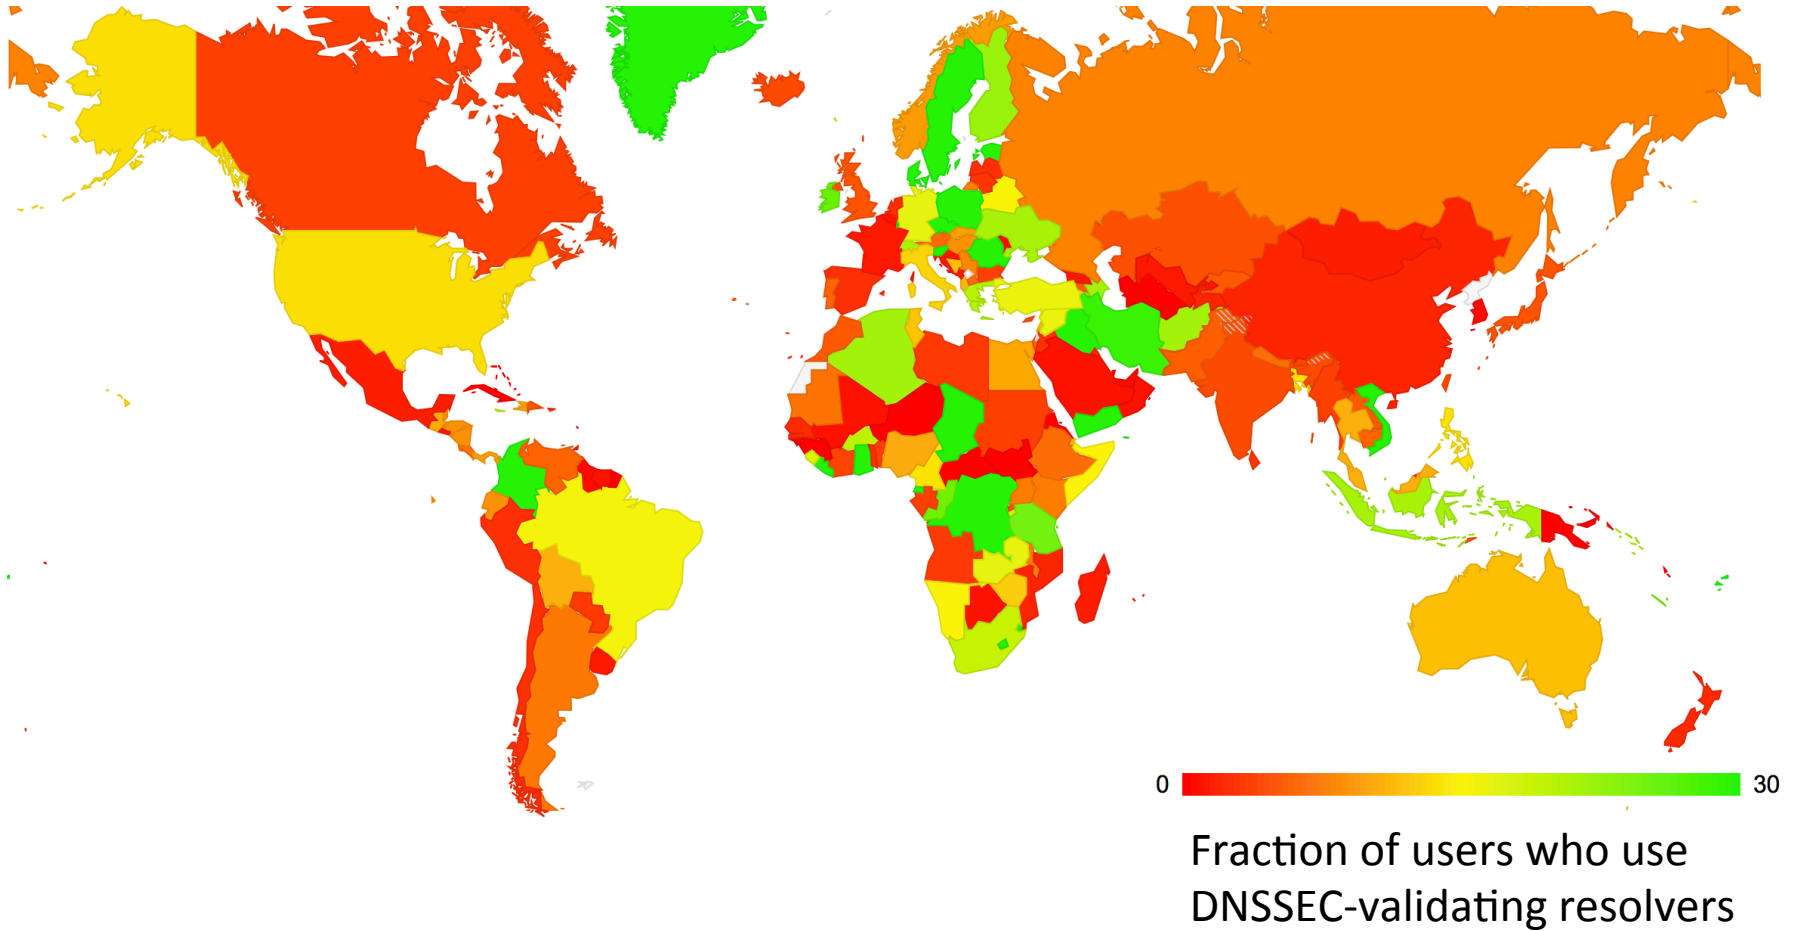 0 30
Fraction of users who use
DNSSEC-validating resolvers